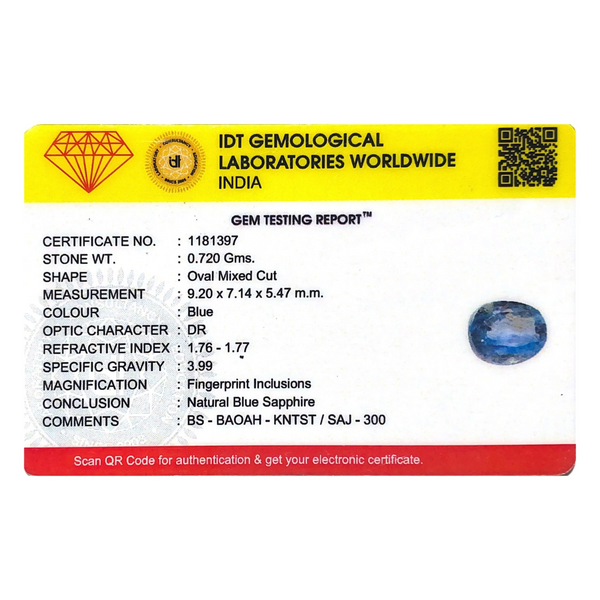 IDT GEMOLOGICAL
LABORATORIES WORLDWIDE
INDIA
GEM TESTING REPORT™
CERTIFICATE NO. : 1181397
STONE WT. : 0.720 Gms.
SHAPE : Oval Mixed Cut
MEASUREMENT : 9.20 x 7.14 x 5.47 m.m.
COLOUR : Blue
OPTIC CHARACTER : DR
REFRACTIVE INDEX : 1.76 - 1.77
SPECIFIC GRAVITY : 3.99
MAGNIFICATION : Fingerprint Inclusions
CONCLUSION : Natural Blue Sapphire
COMMENTS : BS - BAOAH - KNTST / SAJ - 300
Scan QR Code for authentication & get your electronic certificate.